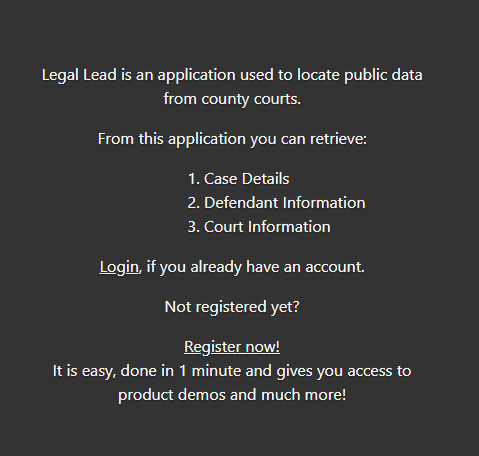 Legal Lead is an application used to locate public data
from county courts.
From this application you can retrieve:
1. Case Details
2. Defendant Information
3. Court Information
Login, if you already have an account.
Not registered yet?
Register now!
It is easy, done in 1 minute and gives you access to
product demos and much more!